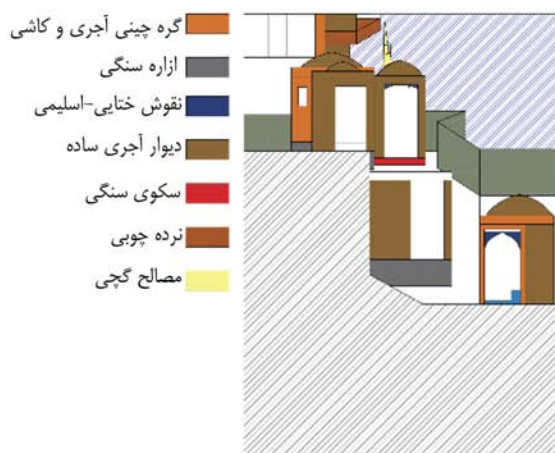 گره چینی آجری و کاشی
ازاره سنگی
نقوش ختایی-اسلیمی
دیوار آجری ساده
سکوی سنگی
نرده چوبی
مصالح گچی